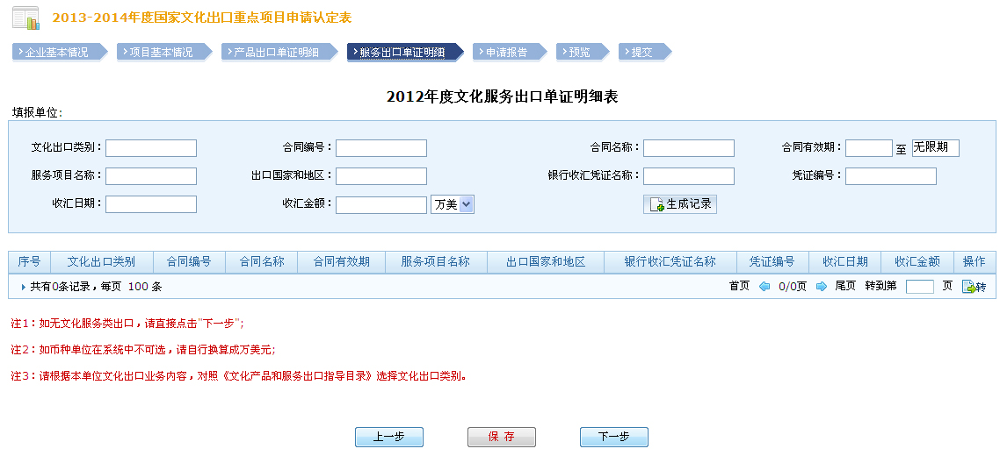 2013-2014年度国家文化出口重点项目申请认定表
企业基本情况 项目基本情况 产品出口单证明细 服务出口单证明细 申请报告 预览 提交
2012年度文化服务出口单证明细表
填报单位:
文化出口类别： 合同编号： 合同名称： 合同有效期： 至 无限期
服务项目名称： 出口国家和地区： 银行收汇凭证名称： 凭证编号：
收汇日期： 收汇金额： 万美 生成记录
序号 文化出口类别 合同编号 合同名称 合同有效期 服务项目名称 出口国家和地区 银行收汇凭证名称 凭证编号 收汇日期 收汇金额 操作
共有0条记录，每页 100 条 首页 0/0页 尾页 转到第 页 转
注1：如无文化服务类出口，请直接点击"下一步";
注2：如币种单位在系统中不可选，请自行换算成万美元;
注3：请根据本单位文化出口业务内容，对照《文化产品和服务出口指导目录》选择文化出口类别。
上一步 保 存 下一步